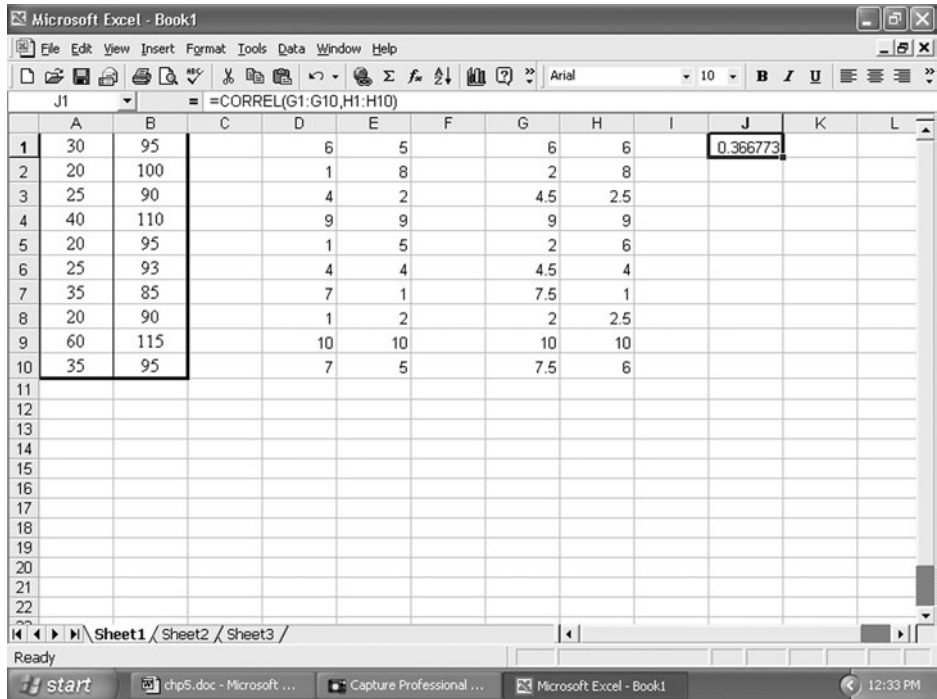 Microsoft Excel - Book1
File Edit View Insert Format Tools Data Window Help
Arial 10 B I U
J1 = =CORREL(G1:G10,H1:H10)
A B C D E F G H I J K L
1 30 95 6 5 6 6 0.366773
2 20 100 1 8 2 8
3 25 90 4 2 4.5 2.5
4 40 110 9 9 9 9
5 20 95 1 5 2 6
6 25 93 4 4 4.5 4
7 35 85 7 1 7.5 1
8 20 90 1 2 2 2.5
9 60 115 10 10 10 10
10 35 95 7 5 7.5 6
11
12
13
14
15
16
17
18
19
20
21
22
Sheet1 Sheet2 Sheet3
Ready
start chp5.doc - Microsoft ... Capture Professional ... Microsoft Excel - Book1 12:33 PM